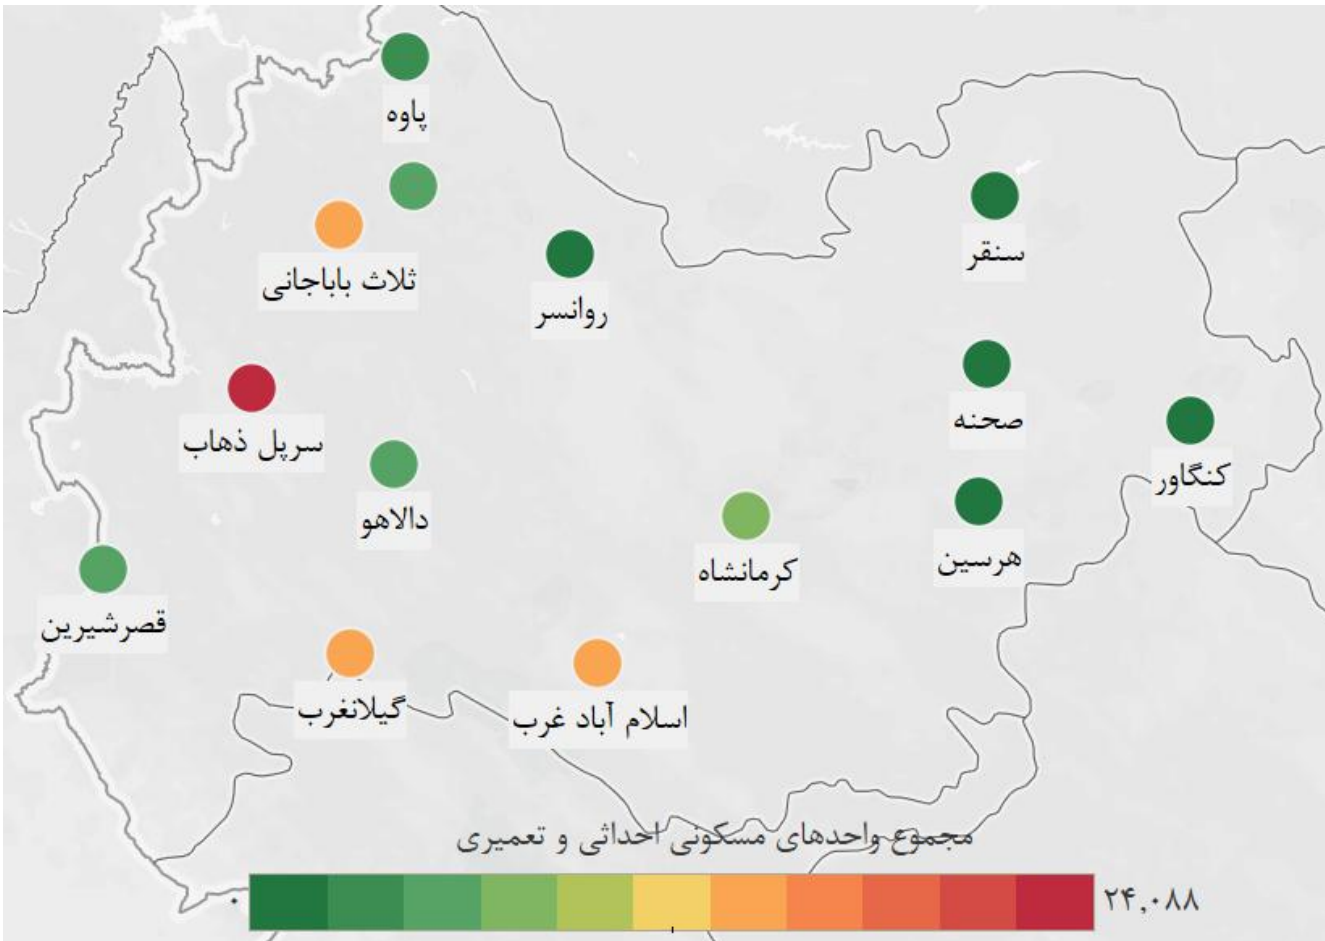 پاوه
ثلاث باباجانی
روانسر
سنقر
سرپل ذهاب
صحنه
کنگاور
دالاهو
کرمانشاه
هرسین
قصرشیرین
گیلانغرب
اسلام آباد غرب
مجموع واحدهای مسکونی احداثی و تعمیری
۰
۲۴,۰۸۸